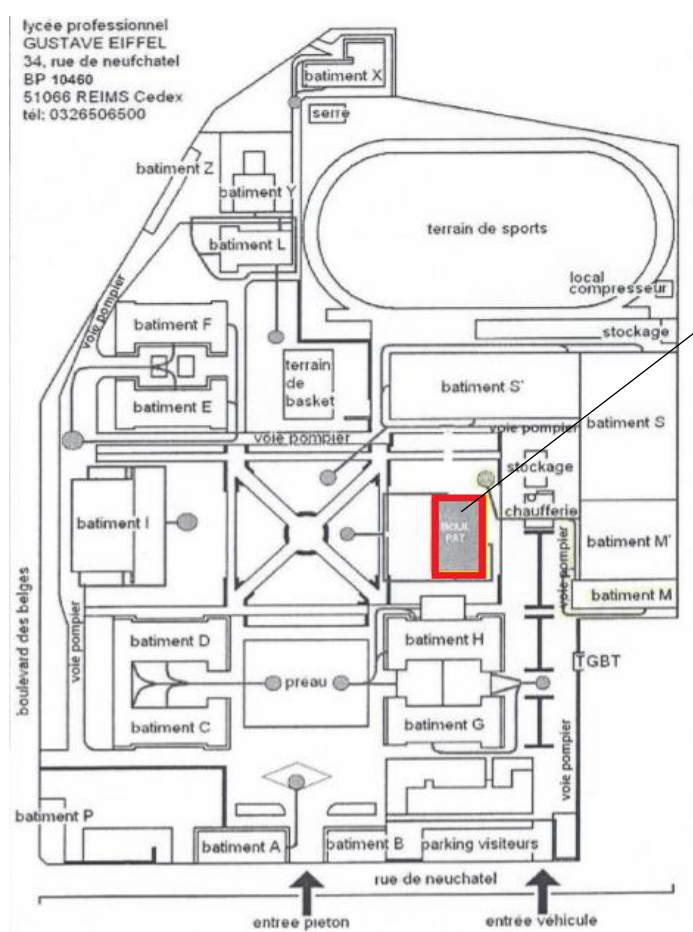 lycée professionnel
GUSTAVE EIFFEL
34, rue de neufchatel
BP 10460
51066 REIMS Cedex
tél: 0326506500
batiment X
serre
batiment Z
batiment Y
terrain de sports
batiment L
local
compresseur
voie pompier
batiment F
stockage
terrain
de
basket
batiment S'
batiment E
batiment S
voie pompier
voie pompier
stockage
chaufferie
batiment I
BOUL
PAT
batiment M'
voie pompier
batiment M
boulevard des belges
voie pompier
batiment D
batiment H
TGBT
preau
batiment C
batiment G
voie pompier
batiment P
batiment A
batiment B
parking visiteurs
rue de neuchatel
entrée piéton
entrée véhicule